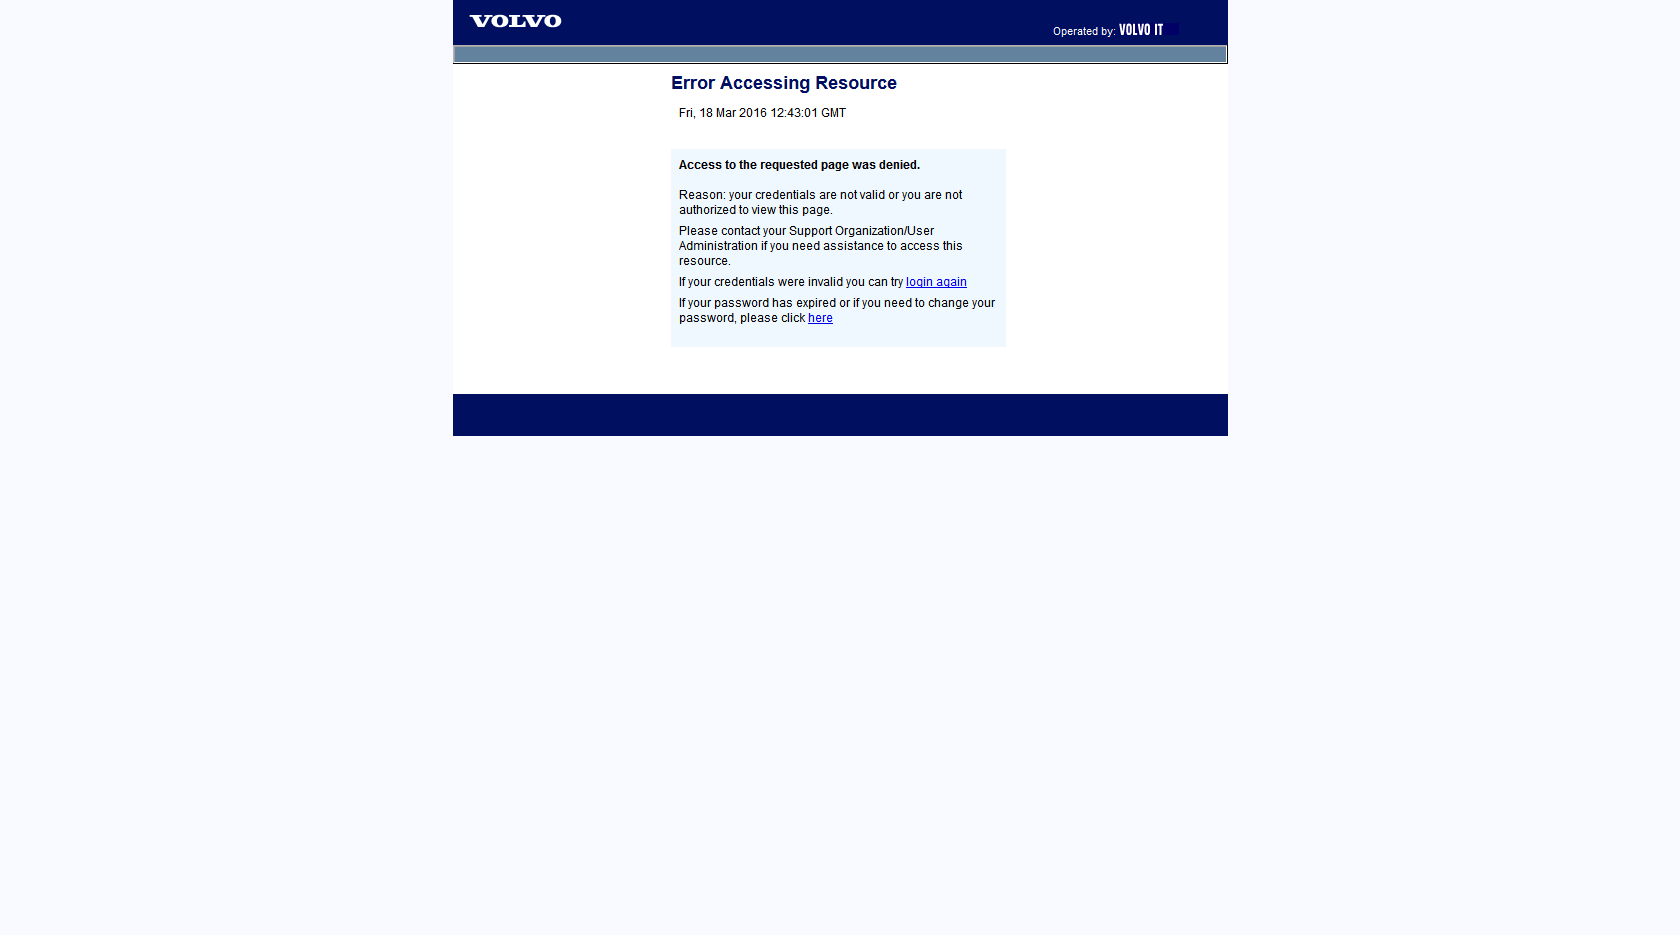 VOLVO
Operated by: VOLVO IT
Error Accessing Resource
Fri, 18 Mar 2016 12:43:01 GMT
Access to the requested page was denied.
Reason: your credentials are not valid or you are not
authorized to view this page.
Please contact your Support Organization/User
Administration if you need assistance to access this
resource.
If your credentials were invalid you can try login again
If your password has expired or if you need to change your
password, please click here